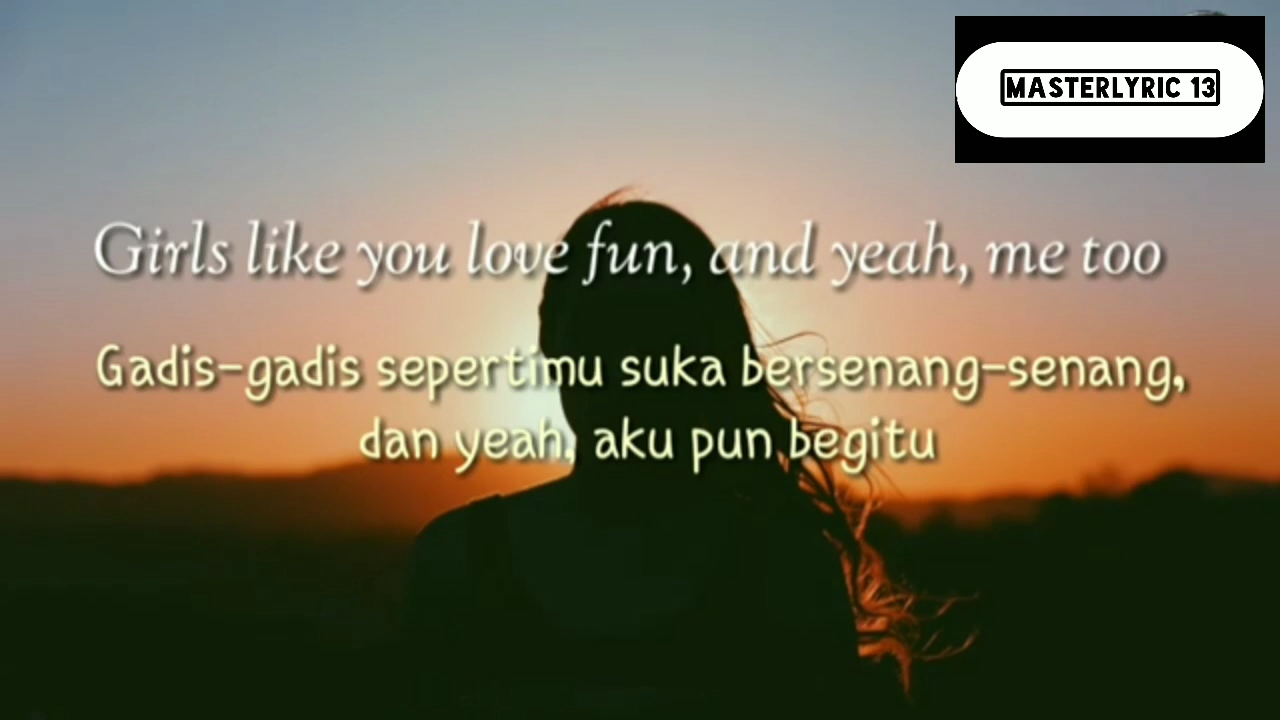 MASTERLYRIC 13
Girls like you love fun, and yeah, me too
Gadis-gadis sepertimu suka bersenang-senang,
dan yeah, aku pun begitu